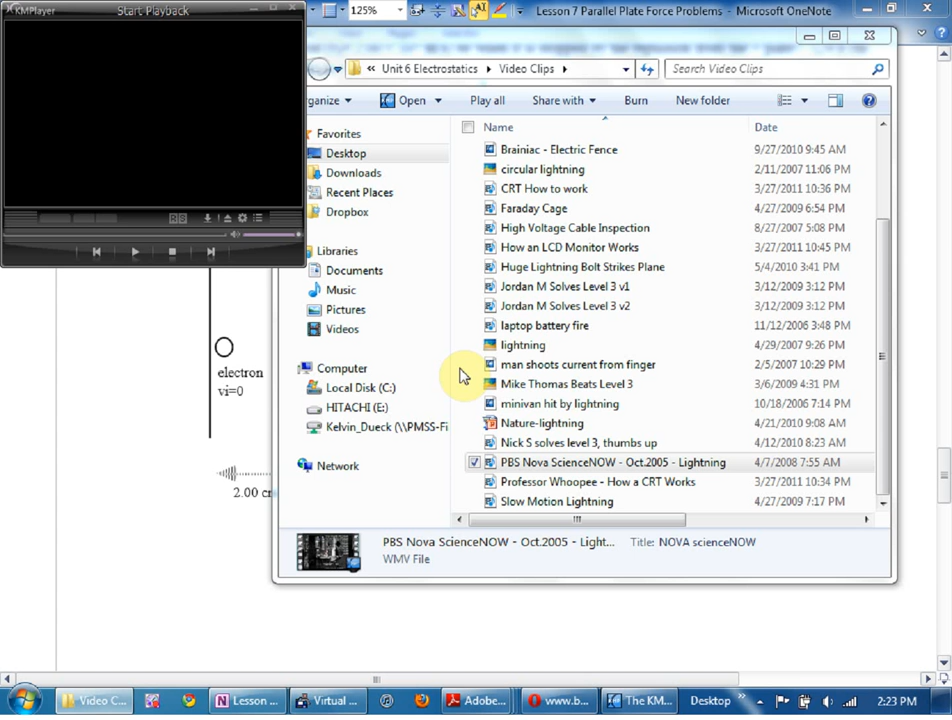 KMPlayer
Start Playback
125%
Lesson 7 Parallel Plate Force Problems - Microsoft OneNote
« Unit 6 Electrostatics ▸ Video Clips ▸
Search Video Clips
rganize ▾
Open ▾
Play all
Share with ▾
Burn
New folder
Name
Date
Favorites
Desktop
Downloads
Recent Places
Dropbox
Libraries
Documents
Music
Pictures
Videos
Computer
Local Disk (C:)
HITACHI (E:)
Kelvin_Dueck (\\PMSS-Fi
Network
Brainiac - Electric Fence 9/27/2010 9:45 AM
circular lightning 2/11/2007 11:06 PM
CRT How to work 3/27/2011 10:36 PM
Faraday Cage 4/27/2009 6:54 PM
High Voltage Cable Inspection 8/27/2007 5:08 PM
How an LCD Monitor Works 3/27/2011 10:45 PM
Huge Lightning Bolt Strikes Plane 5/4/2010 3:41 PM
Jordan M Solves Level 3 v1 3/12/2009 3:12 PM
Jordan M Solves Level 3 v2 3/12/2009 3:12 PM
laptop battery fire 11/12/2006 3:48 PM
lightning 4/29/2007 9:26 PM
man shoots current from finger 2/5/2007 10:29 PM
Mike Thomas Beats Level 3 3/6/2009 4:31 PM
minivan hit by lightning 10/18/2006 7:14 PM
Nature-lightning 4/21/2010 9:08 AM
Nick S solves level 3, thumbs up 4/12/2010 8:23 AM
PBS Nova ScienceNOW - Oct.2005 - Lightning 4/7/2008 7:55 AM
Professor Whoopee - How a CRT Works 3/27/2011 10:34 PM
Slow Motion Lightning 4/27/2009 7:17 PM
PBS Nova ScienceNOW - Oct.2005 - Light... Title: NOVA scienceNOW
WMV File
electron
vi=0
2.00 c
Video C...
Lesson ...
Virtual ...
Adobe...
www.b...
The KM...
Desktop
2:23 PM